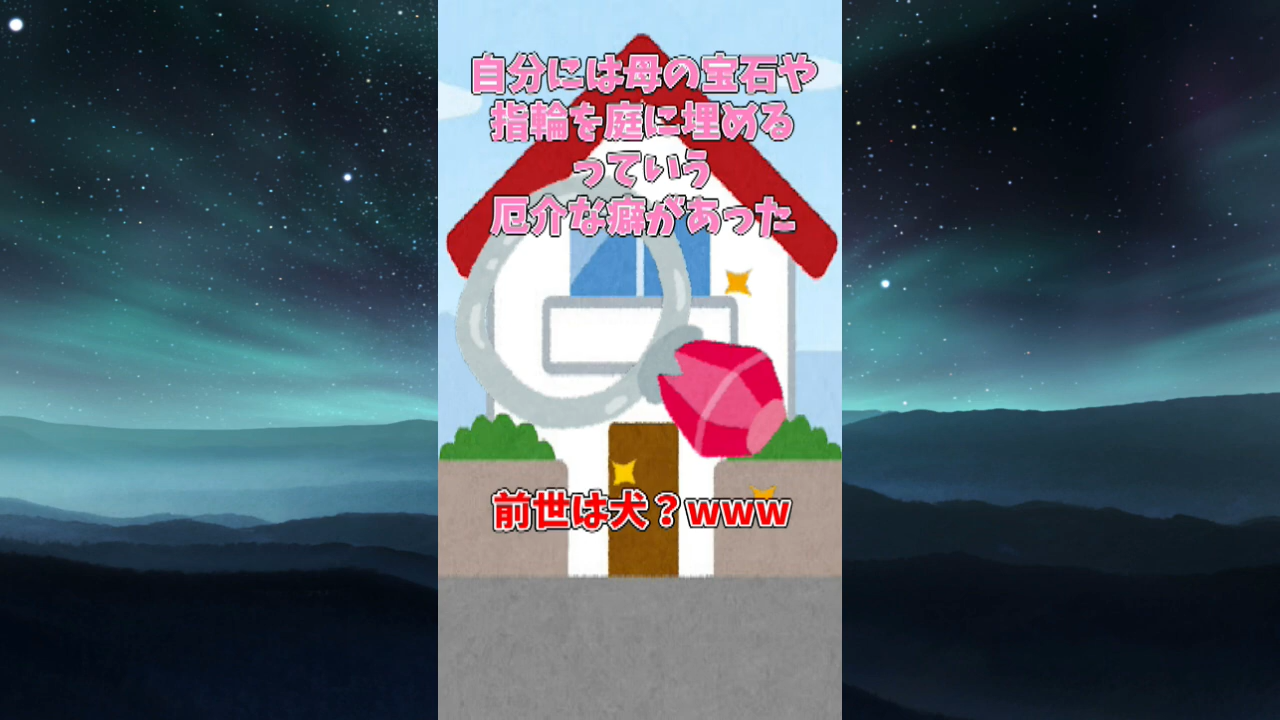 自分には母の宝石や
指輪を庭に埋める
っていう
厄介な癖があった
前世は犬？www